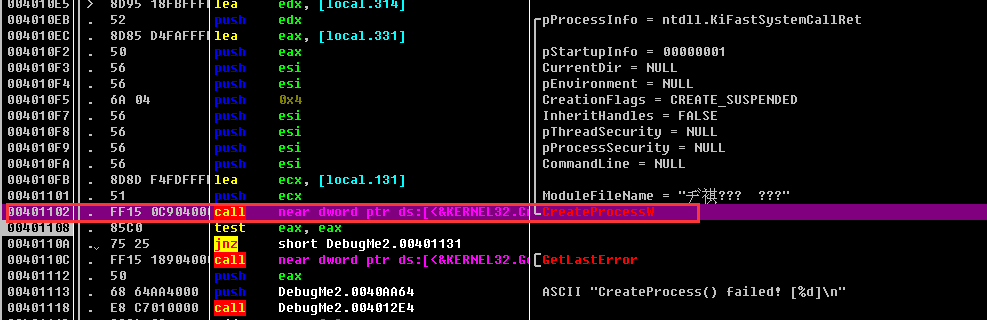 004010E5 > 8D95 18FBFFFF lea edx, [local.314]
004010EB . 52 push edx pProcessInfo = ntdll.KiFastSystemCallRet
004010EC . 8D85 D4FAFFFF lea eax, [local.331]
004010F2 . 50 push eax pStartupInfo = 00000001
004010F3 . 56 push esi CurrentDir = NULL
004010F4 . 56 push esi pEnvironment = NULL
004010F5 . 6A 04 push 0x4 CreationFlags = CREATE_SUSPENDED
004010F7 . 56 push esi InheritHandles = FALSE
004010F8 . 56 push esi pThreadSecurity = NULL
004010F9 . 56 push esi pProcessSecurity = NULL
004010FA . 56 push esi CommandLine = NULL
004010FB . 8D8D F4FDFFFF lea ecx, [local.131]
00401101 . 51 push ecx ModuleFileName = "ヂ祺??? ???"
00401102 . FF15 0C904000 call near dword ptr ds:[<&KERNEL32.Cr CreateProcessW
00401108 . 85C0 test eax, eax
0040110A .⌄ 75 25 jnz short DebugMe2.00401131
0040110C . FF15 18904000 call near dword ptr ds:[<&KERNEL32.Ge GetLastError
00401112 . 50 push eax
00401113 . 68 64AA4000 push DebugMe2.0040AA64 ASCII "CreateProcess() failed! [%d]\n"
00401118 . E8 C7010000 call DebugMe2.004012E4